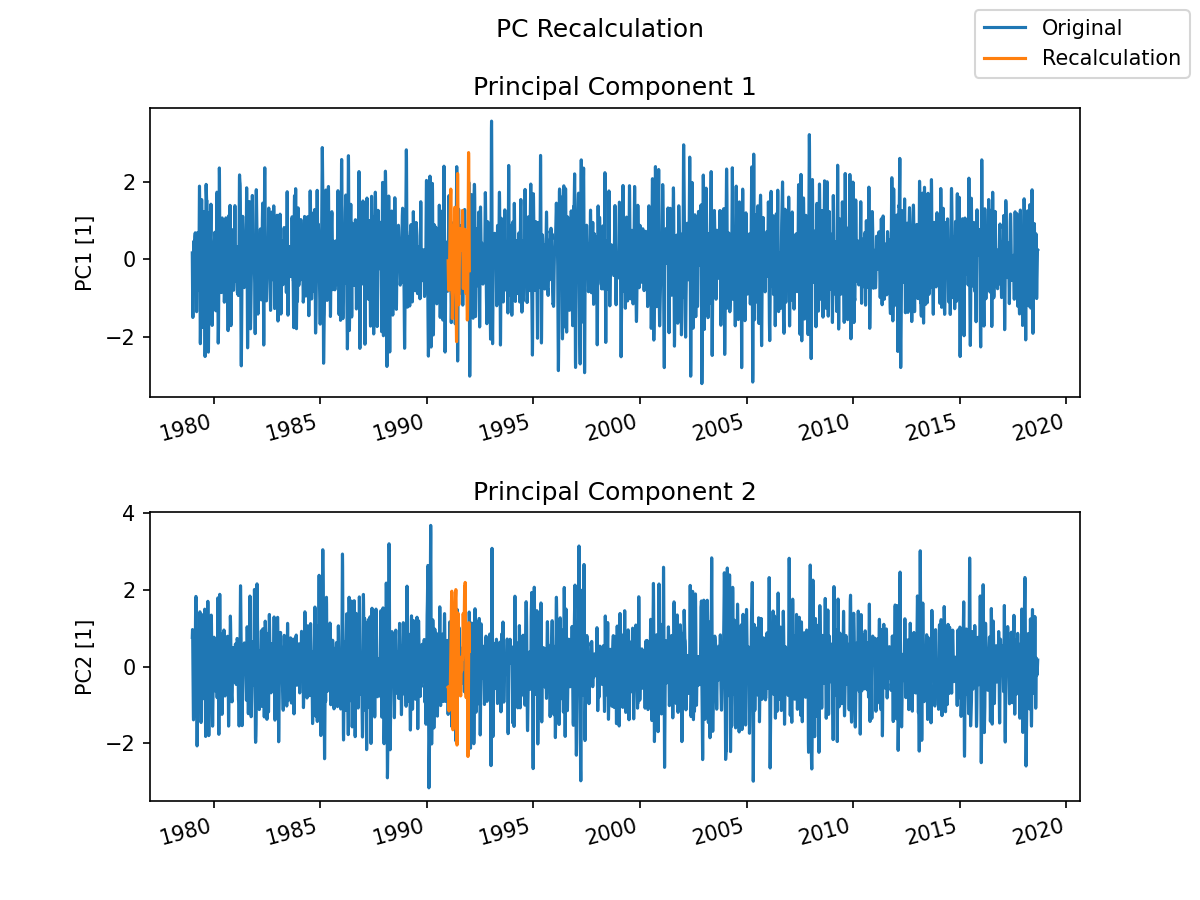 PC Recalculation
Original
Recalculation
Principal Component 1
PC1 [1]
2
0
−2
1980 1985 1990 1995 2000 2005 2010 2015 2020
Principal Component 2
PC2 [1]
4
2
0
−2
1980 1985 1990 1995 2000 2005 2010 2015 2020